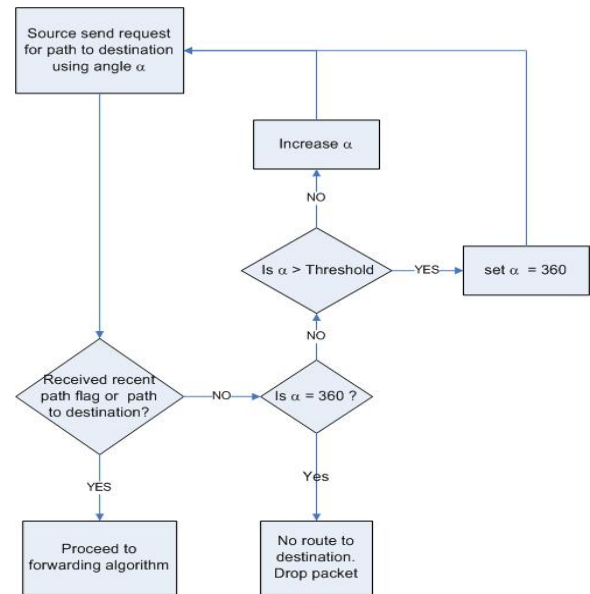 Source send request
for path to destination
using angle α
Increase α
NO
Is α > Threshold
YES
set α = 360
NO
Received recent
path flag or path
to destination?
NO
Is α = 360 ?
YES
Yes
Proceed to
forwarding algorithm
No route to
destination.
Drop packet